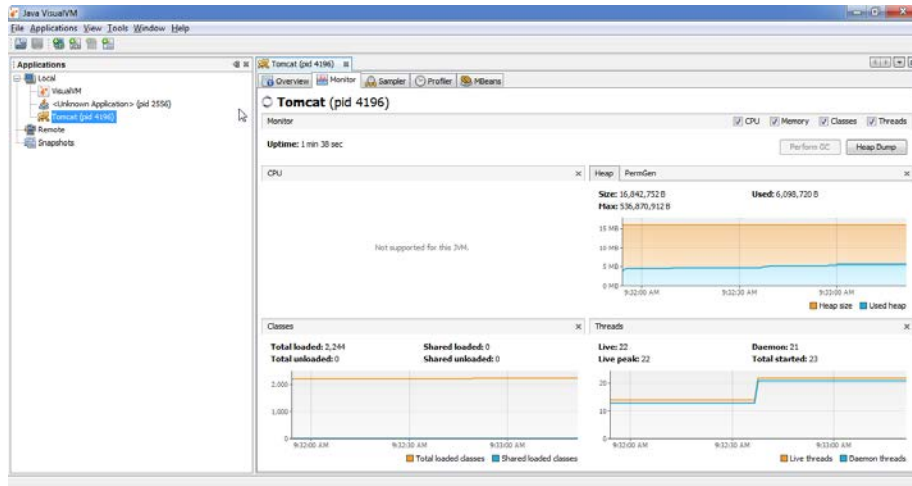 Java VisualVM
File Applications View Tools Window Help
Applications
Local
VisualVM
<Unknown Application> (pid 2556)
Tomcat (pid 4196)
Remote
Snapshots
Tomcat (pid 4196)
Overview Monitor Sampler Profiler MBeans
Tomcat (pid 4196)
Monitor CPU Memory Classes Threads
Uptime: 1 min 38 sec Perform GC Heap Dump
CPU
Not supported for this JVM.
Heap PermGen
Size: 16,842,752 B Used: 6,098,720 B
Max: 536,870,912 B
15 MB
10 MB
5 MB
0 MB
9:32:00 AM 9:32:30 AM 9:33:00 AM
Heap size Used heap
Classes
Total loaded: 2,244 Shared loaded: 0
Total unloaded: 0 Shared unloaded: 0
2,000
1,000
0
9:32:00 AM 9:32:30 AM 9:33:00 AM
Total loaded classes Shared loaded classes
Threads
Live: 22 Daemon: 21
Live peak: 22 Total started: 23
20
10
0
9:32:00 AM 9:32:30 AM 9:33:00 AM
Live threads Daemon threads